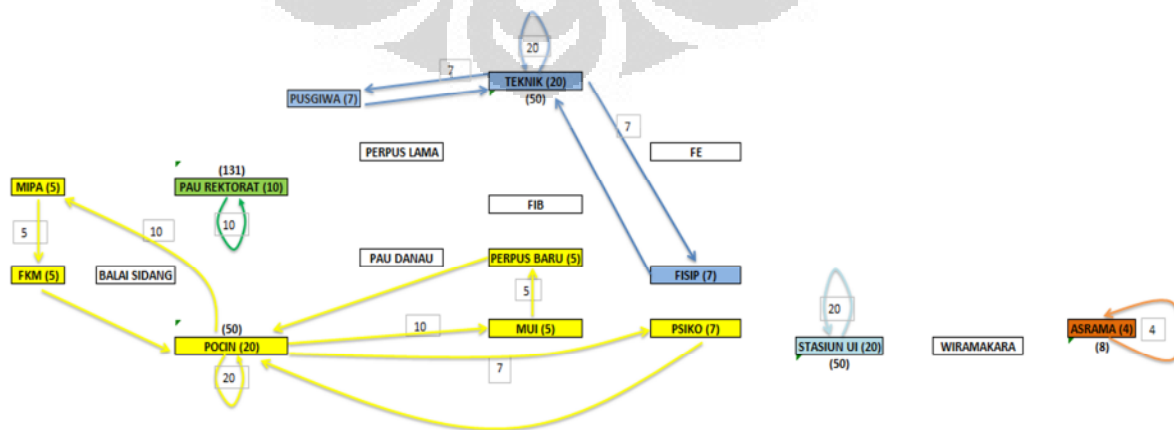 20
7
TEKNIK (20)
PUSGIWA (7)
(50)
7
PERPUS LAMA
FE
(131)
MIPA (5)
PAU REKTORAT (10)
FIB
5
10
10
PAU DANAU
PERPUS BARU (5)
FKM (5)
BALAI SIDANG
FISIP (7)
5
20
(50)
10
MUI (5)
PSIKO (7)
ASRAMA (4)
4
POCIN (20)
STASIUN UI (20)
WIRAMAKARA
(8)
7
(50)
20